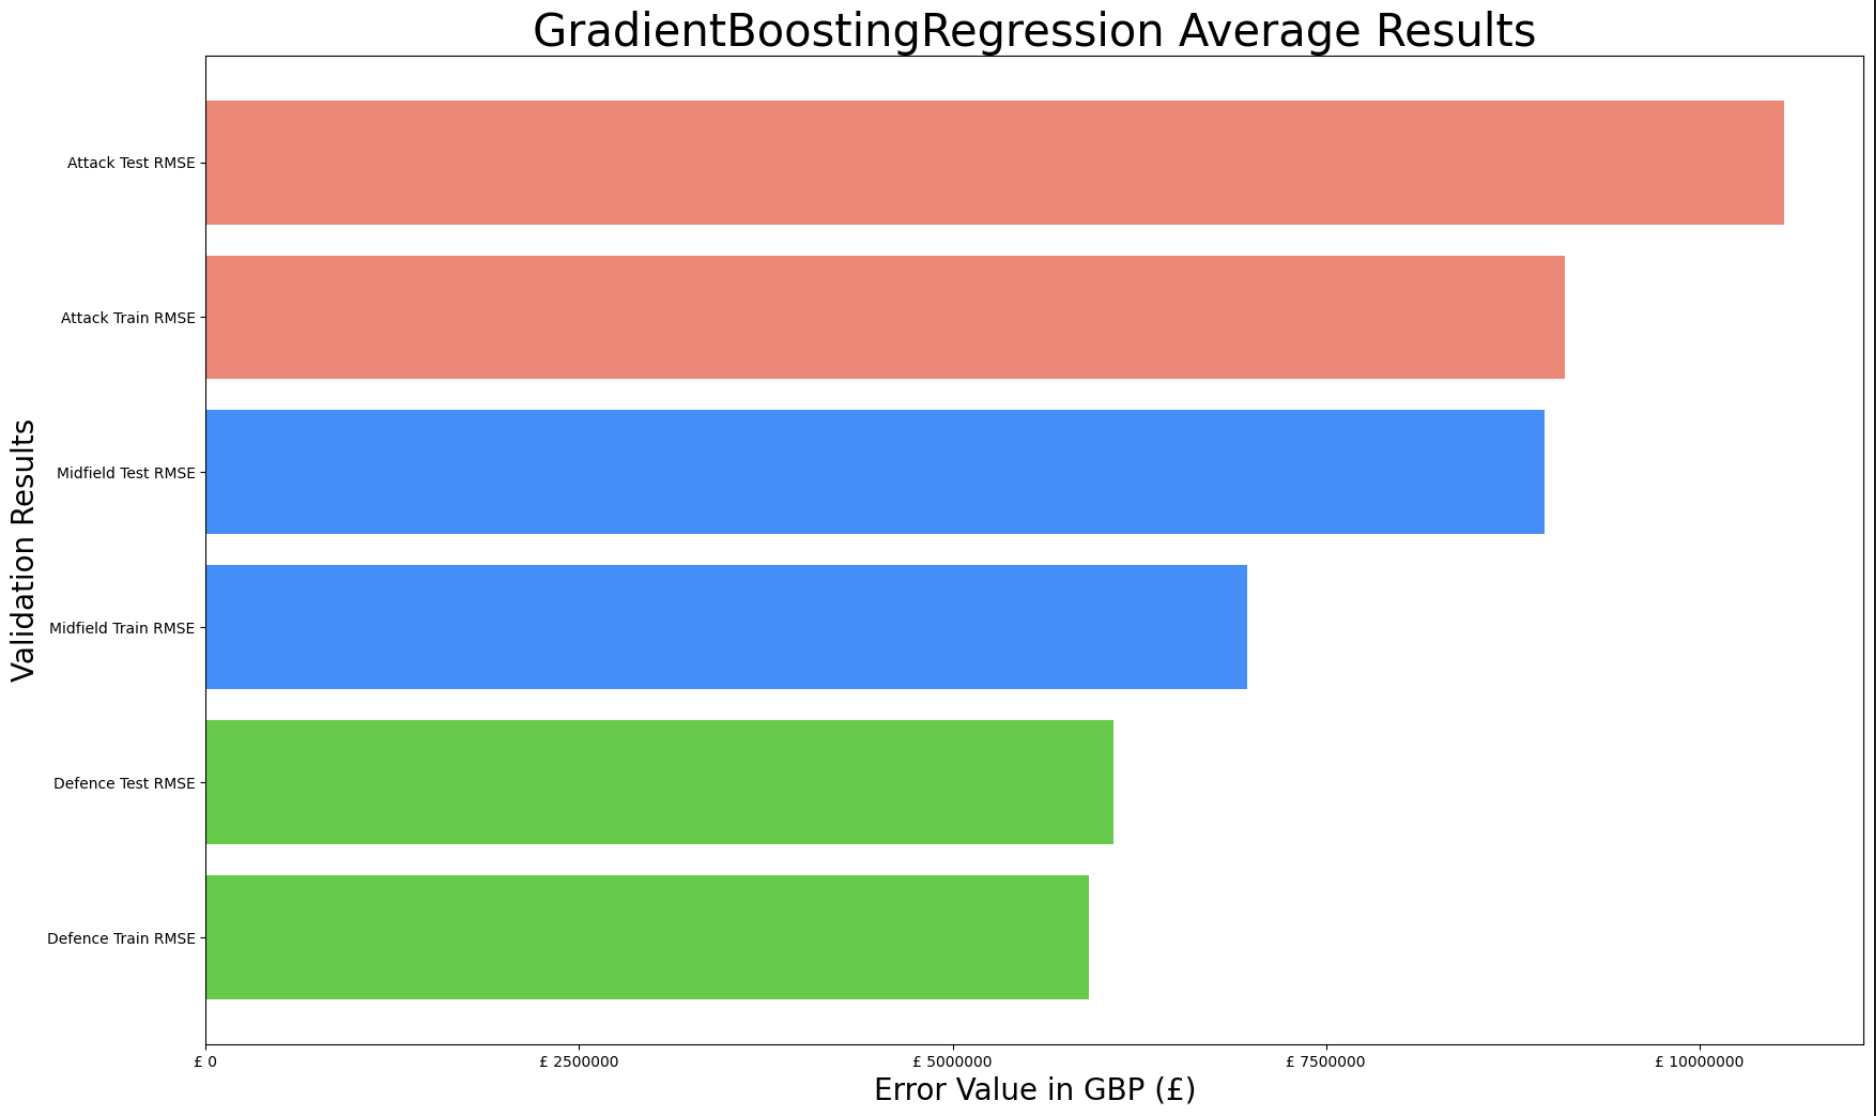 GradientBoostingRegression Average Results
Validation Results
Attack Test RMSE
Attack Train RMSE
Midfield Test RMSE
Midfield Train RMSE
Defence Test RMSE
Defence Train RMSE
£ 0 £ 2500000 £ 5000000 £ 7500000 £ 10000000
Error Value in GBP (£)